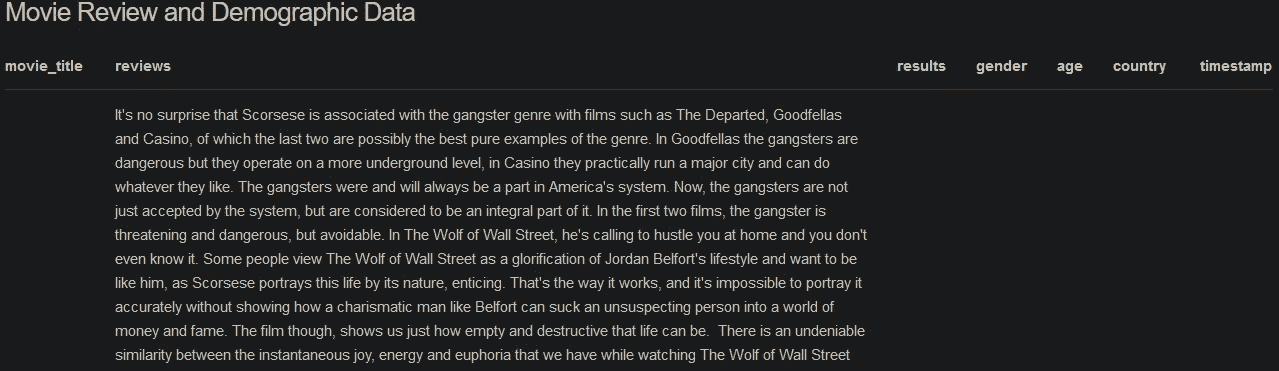 Movie Review and Demographic Data
movie_title reviews results gender age country timestamp
It's no surprise that Scorsese is associated with the gangster genre with films such as The Departed, Goodfellas
and Casino, of which the last two are possibly the best pure examples of the genre. In Goodfellas the gangsters are
dangerous but they operate on a more underground level, in Casino they practically run a major city and can do
whatever they like. The gangsters were and will always be a part in America's system. Now, the gangsters are not
just accepted by the system, but are considered to be an integral part of it. In the first two films, the gangster is
threatening and dangerous, but avoidable. In The Wolf of Wall Street, he's calling to hustle you at home and you don't
even know it. Some people view The Wolf of Wall Street as a glorification of Jordan Belfort's lifestyle and want to be
like him, as Scorsese portrays this life by its nature, enticing. That's the way it works, and it's impossible to portray it
accurately without showing how a charismatic man like Belfort can suck an unsuspecting person into a world of
money and fame. The film though, shows us just how empty and destructive that life can be.  There is an undeniable
similarity between the instantaneous joy, energy and euphoria that we have while watching The Wolf of Wall Street